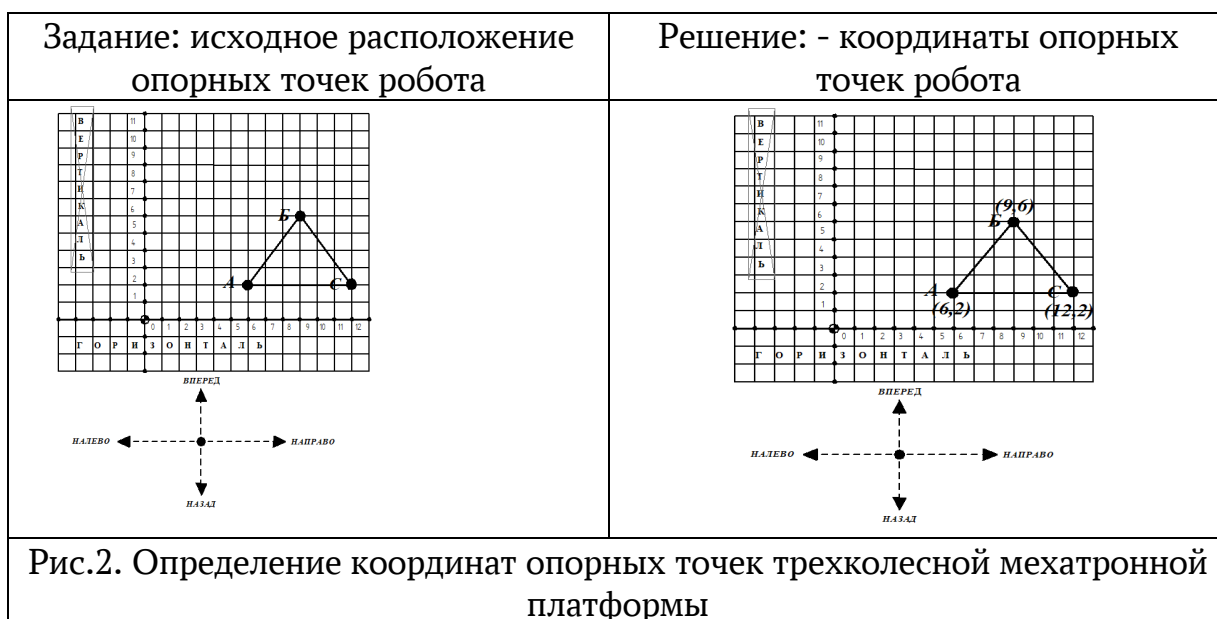 Задание: исходное расположение
опорных точек робота
Решение: - координаты опорных
точек робота
В
Е
Р
Т
И
К
А
Л
Ь
11
10
9
8
7
6
5
4
3
2
1
Б
А
С
0 1 2 3 4 5 6 7 8 9 10 11 12
Г О Р И З О Н Т А Л Ь
ВПЕРЕД
НАЛЕВО
НАПРАВО
НАЗАД
В
Е
Р
Т
И
К
А
Л
Ь
11
10
9
8
7
6
5
4
3
2
1
(9,6)
Б
А
С
(6,2)
(12,2)
0 1 2 3 4 5 6 7 8 9 10 11 12
Г О Р И З О Н Т А Л Ь
ВПЕРЕД
НАЛЕВО
НАПРАВО
НАЗАД
Рис.2. Определение координат опорных точек трехколесной мехатронной
платформы